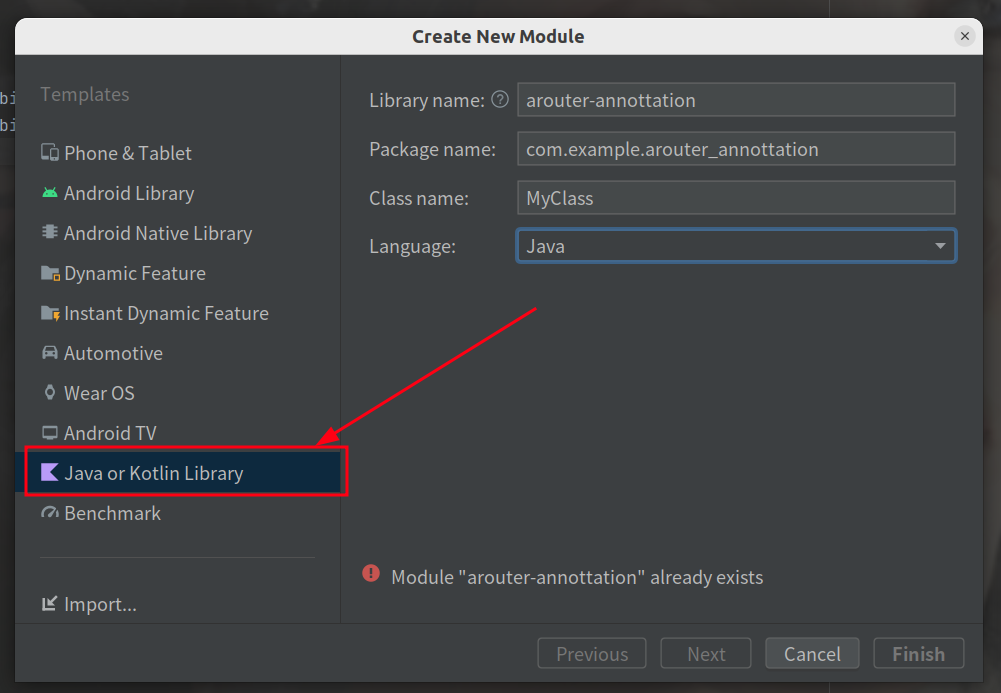 Create New Module
bi
bi
Templates
Phone & Tablet
Android Library
Android Native Library
Dynamic Feature
Instant Dynamic Feature
Automotive
Wear OS
Android TV
Java or Kotlin Library
Benchmark
Import...
Library name: ? arouter-annottation
Package name: com.example.arouter_annottation
Class name: MyClass
Language: Java
! Module "arouter-annottation" already exists
Previous Next Cancel Finish